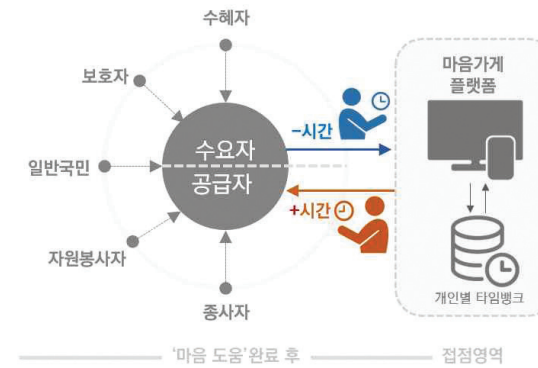 수혜자
보호자
일반국민
자원봉사자
종사자
수요자
공급자
–시간
+시간
마음가게
플랫폼
개인별 타임뱅크
‘마음 도움’완료 후
접점영역